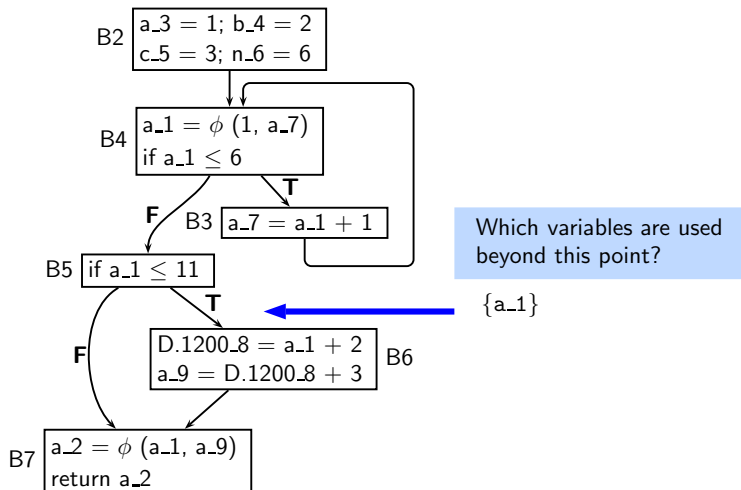 B2
a_3 = 1; b_4 = 2
c_5 = 3; n_6 = 6
B4
a_1 = ϕ (1, a_7)
if a_1 ≤ 6
F
T
B3
a_7 = a_1 + 1
Which variables are used
beyond this point?
B5
if a_1 ≤ 11
{a_1}
F
T
D.1200_8 = a_1 + 2
a_9 = D.1200_8 + 3
B6
B7
a_2 = ϕ (a_1, a_9)
return a_2